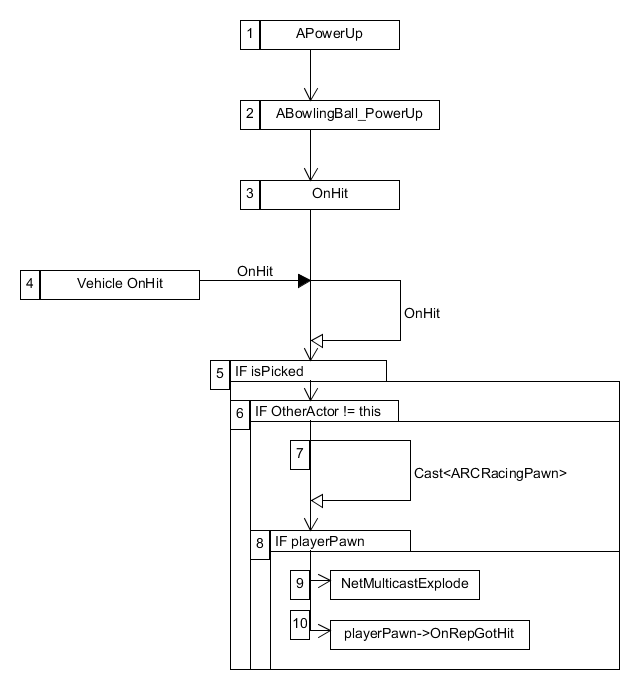 1 APowerUp
2 ABowlingBall_PowerUp
3 OnHit
OnHit
4 Vehicle OnHit
OnHit
5 IF isPicked
6 IF OtherActor != this
7
Cast<ARCRacingPawn>
8 IF playerPawn
9 NetMulticastExplode
10 playerPawn->OnRepGotHit